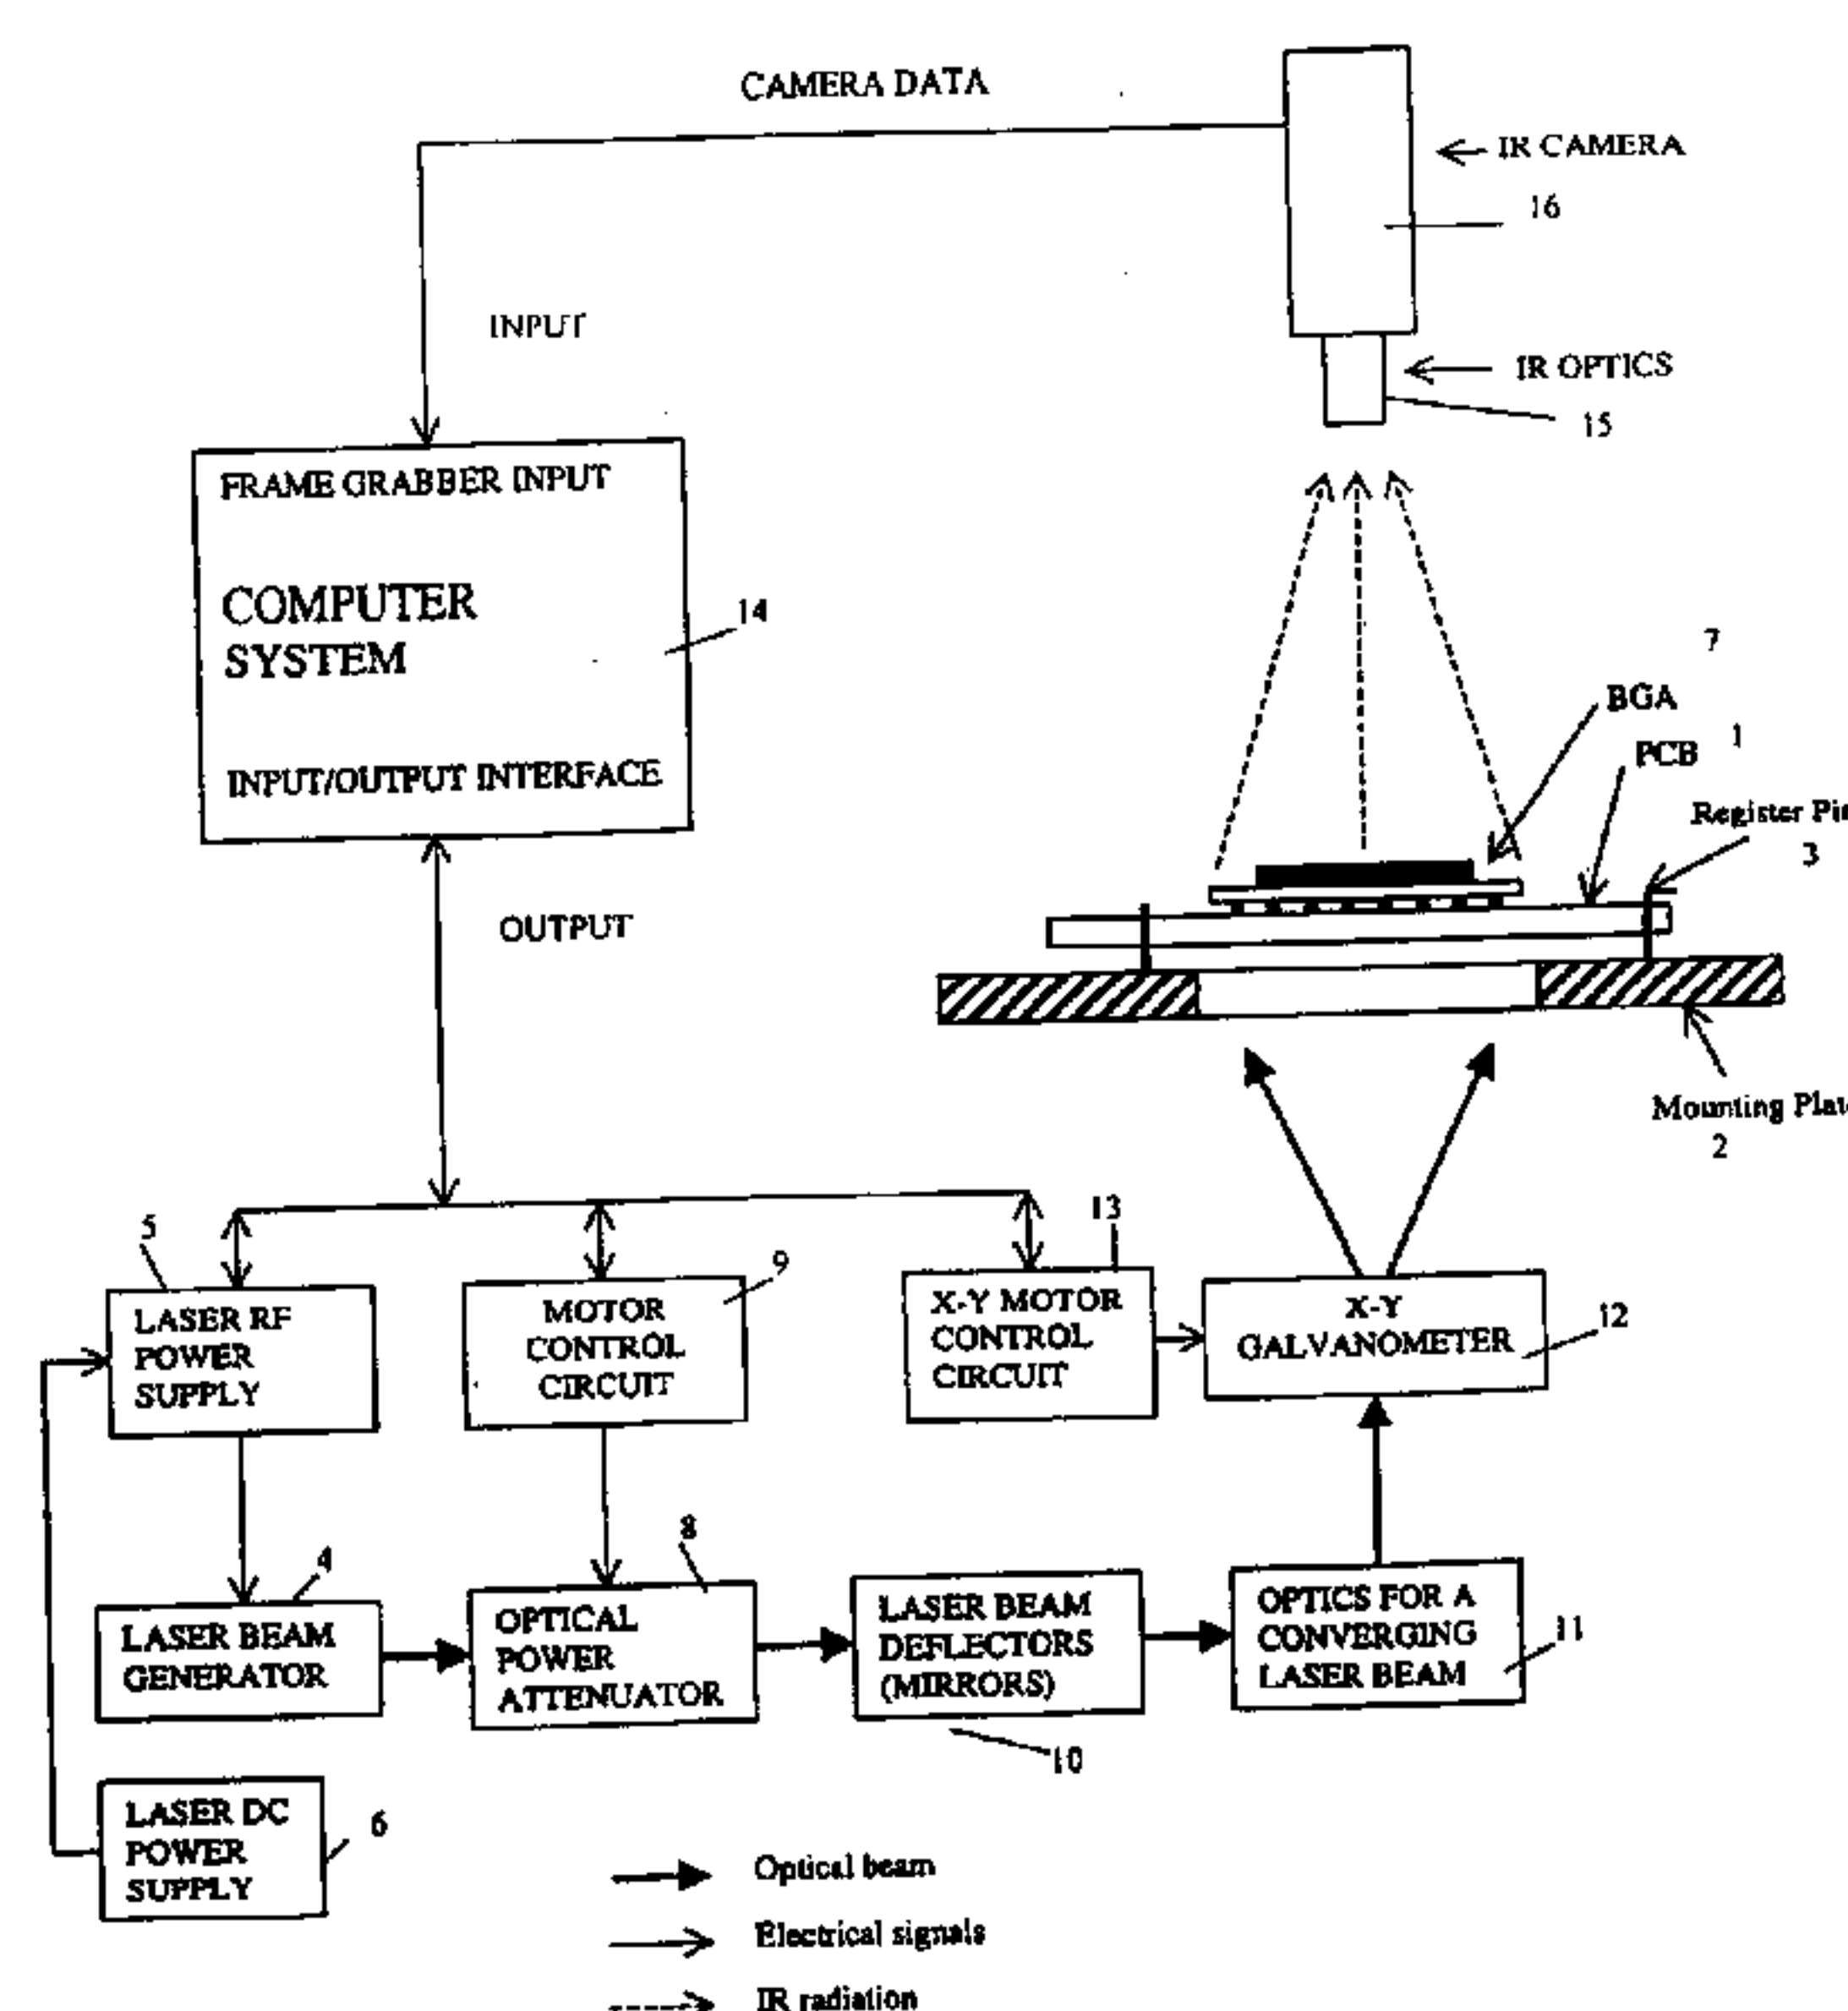 CAMERA DATA
IR CAMERA
16
INPUT
IR OPTICS
15
FRAME GRABBER INPUT
COMPUTER
SYSTEM
14
INPUT/OUTPUT INTERFACE
7
BGA
1
PCB
Register
3
OUTPUT
Mounting
2
5
LASER RF
POWER
SUPPLY
9
MOTOR
CONTROL
CIRCUIT
13
X-Y MOTOR
CONTROL
CIRCUIT
X-Y
GALVANOMETER
12
4
LASER BEAM
GENERATOR
8
OPTICAL
POWER
ATTENUATOR
LASER BEAM
DEFLECTORS
(MIRRORS)
10
OPTICS FOR A
CONVERGING
LASER BEAM
11
LASER DC
POWER
SUPPLY
6
Optical beam
Electrical signals
IR radiation